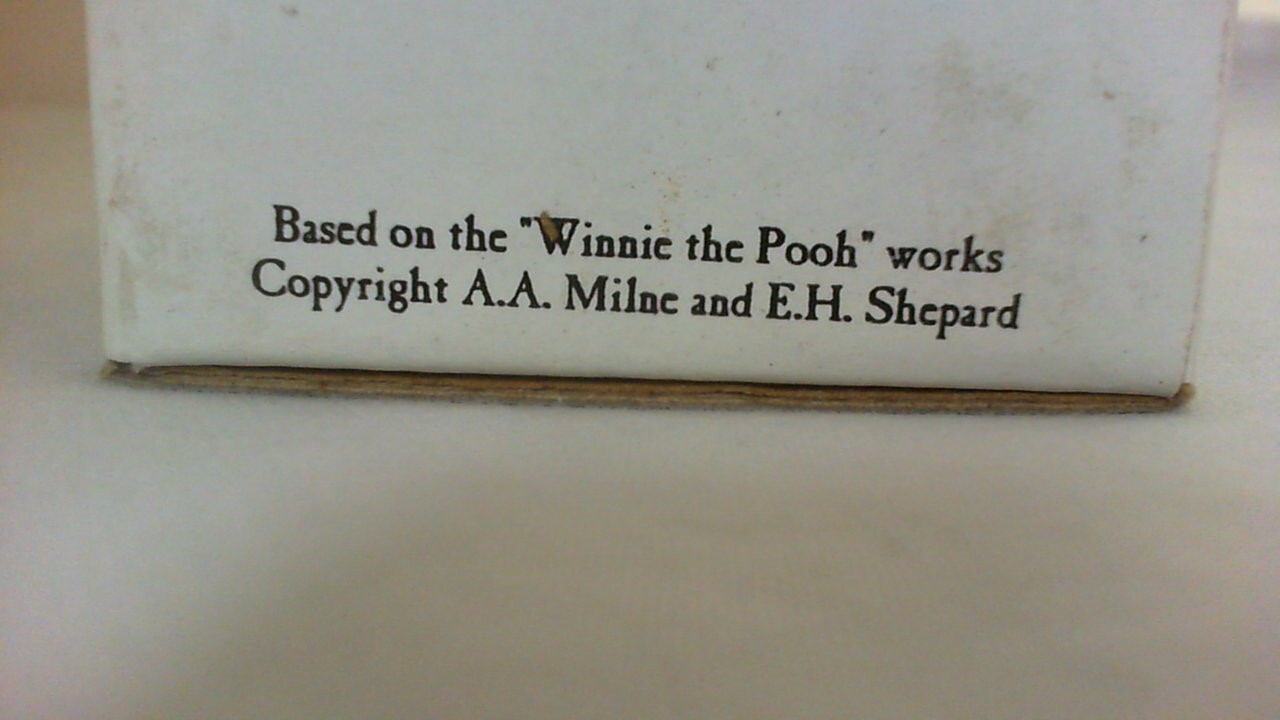 Based on the "Winnie the Pooh" works
Copyright A.A. Milne and E.H. Shepard